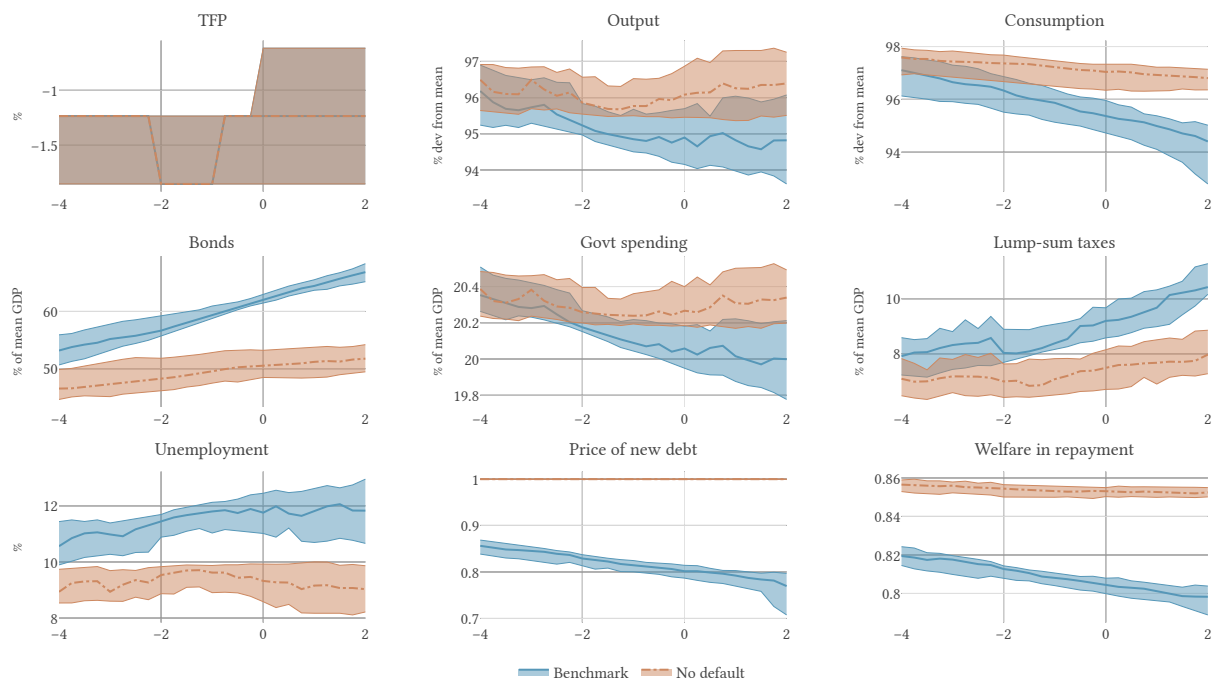 TFP
%
−1
−1.5
−4 −2 0 2
Output
% dev from mean
97
96
95
94
−4 −2 0 2
Consumption
% dev from mean
98
96
94
−4 −2 0 2
Bonds
% of mean GDP
60
50
−4 −2 0 2
Govt spending
% of mean GDP
20.4
20.2
20
19.8
−4 −2 0 2
Lump-sum taxes
% of mean GDP
10
8
−4 −2 0 2
Unemployment
%
12
10
8
−4 −2 0 2
Price of new debt
1
0.9
0.8
0.7
−4 −2 0 2
Welfare in repayment
0.86
0.84
0.82
0.8
−4 −2 0 2
Benchmark No default